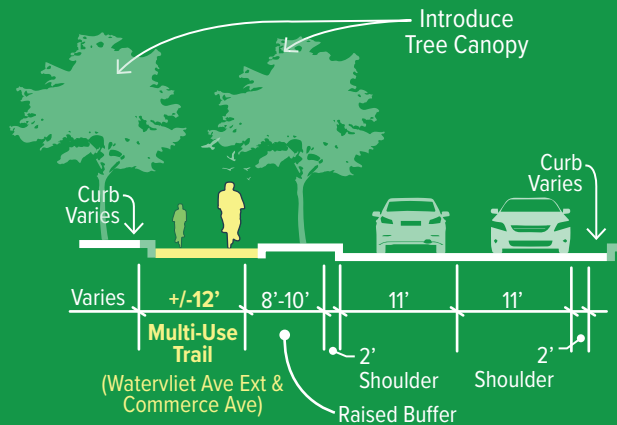 Introduce
Tree Canopy
Curb
Varies
Curb
Varies
Varies
+/-12'
8'-10'
11'
11'
Multi-Use
Trail
(Watervliet Ave Ext &
Commerce Ave)
2'
Shoulder
2'
Shoulder
Raised Buffer